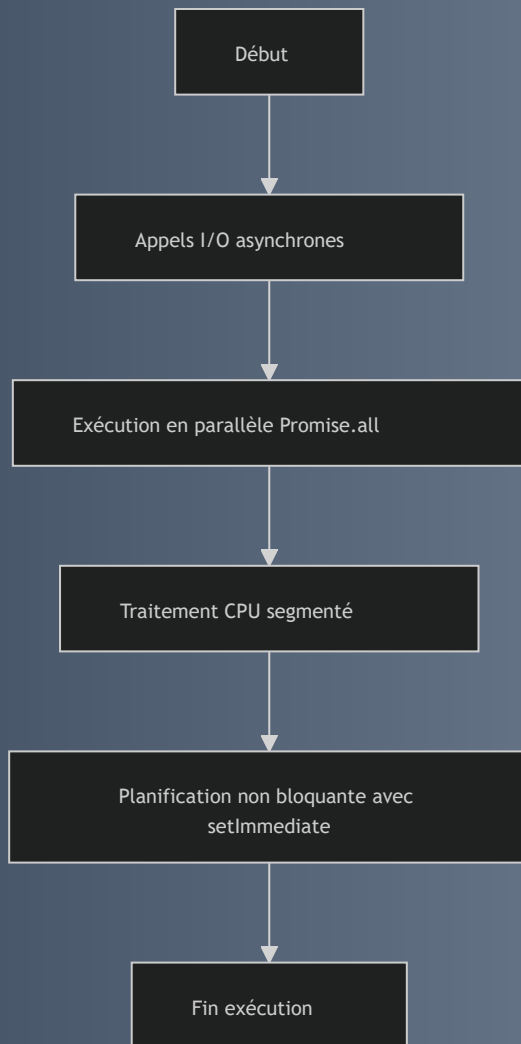 Début
Appels I/O asynchrones
Exécution en parallèle Promise.all
Traitement CPU segmenté
Planification non bloquante avec
setImmediate
Fin exécution